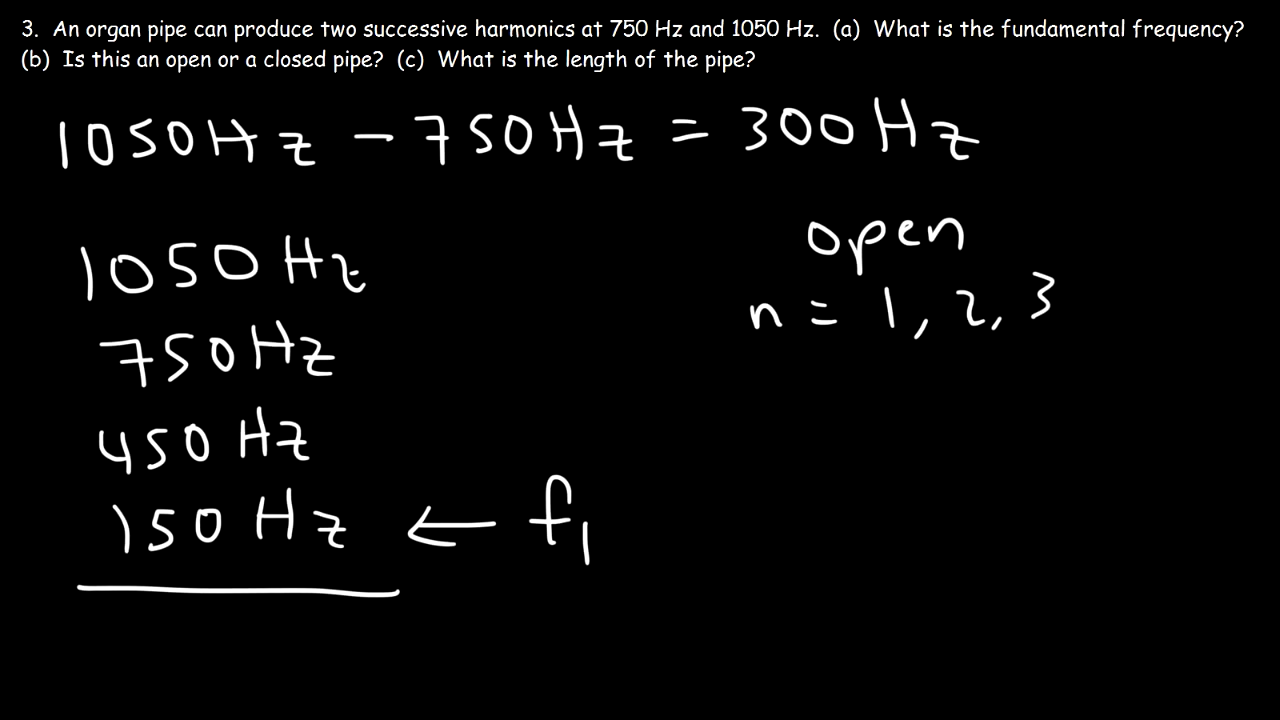 3. An organ pipe can produce two successive harmonics at 750 Hz and 1050 Hz. (a) What is the fundamental frequency?
(b) Is this an open or a closed pipe? (c) What is the length of the pipe?
1050Hz - 750Hz = 300Hz
1050Hz
750Hz
450Hz
150Hz ← f₁
open
n = 1, 2, 3